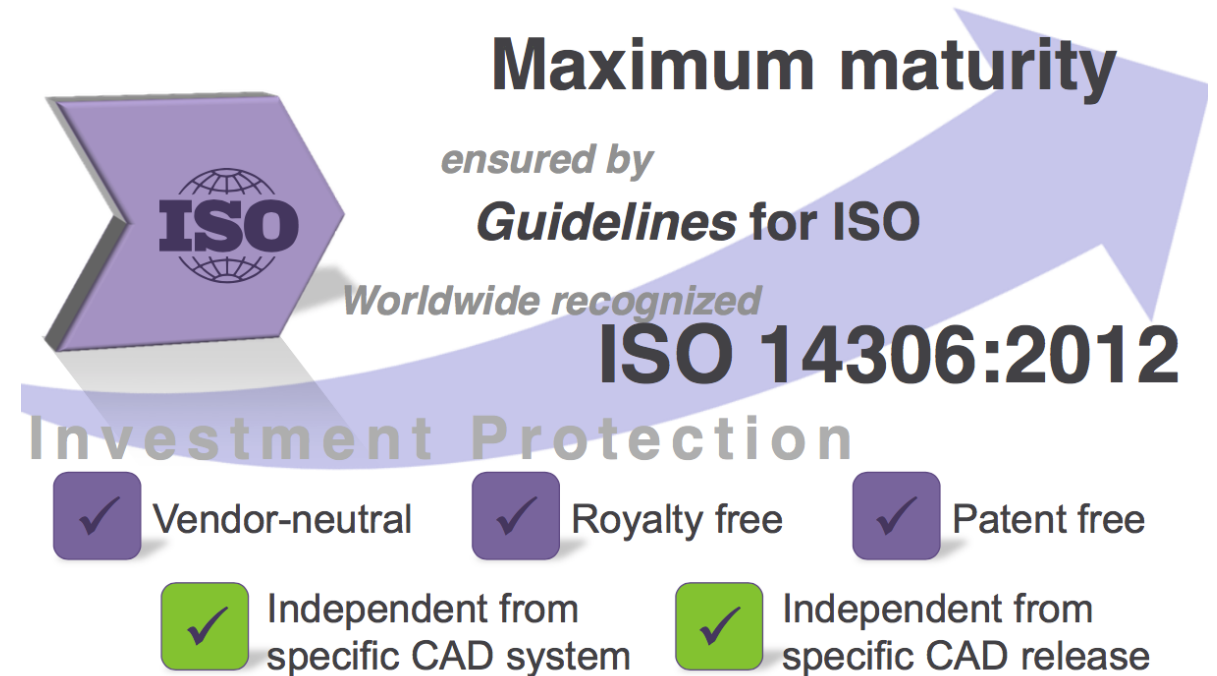 Maximum maturity
ensured by
ISO
Guidelines for ISO
Worldwide recognized
ISO 14306:2012
Investment Protection
Vendor-neutral
Royalty free
Patent free
Independent from
specific CAD system
Independent from
specific CAD release